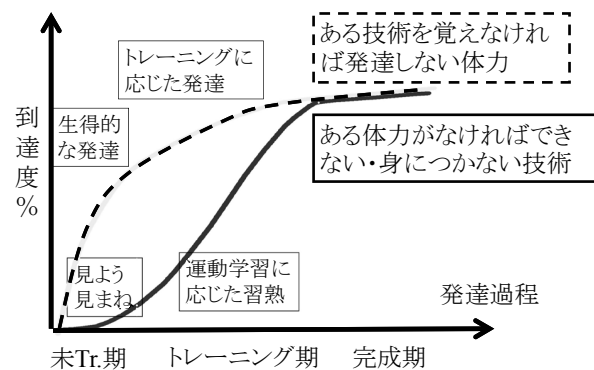 ある技術を覚えなけれ
ば発達しない体力
トレーニングに
応じた発達
生得的
な発達
到達度%
ある体力がなければでき
ない・身につかない技術
見よう
見まね。
運動学習に
応じた習熟
発達過程
未Tr.期 トレーニング期 完成期